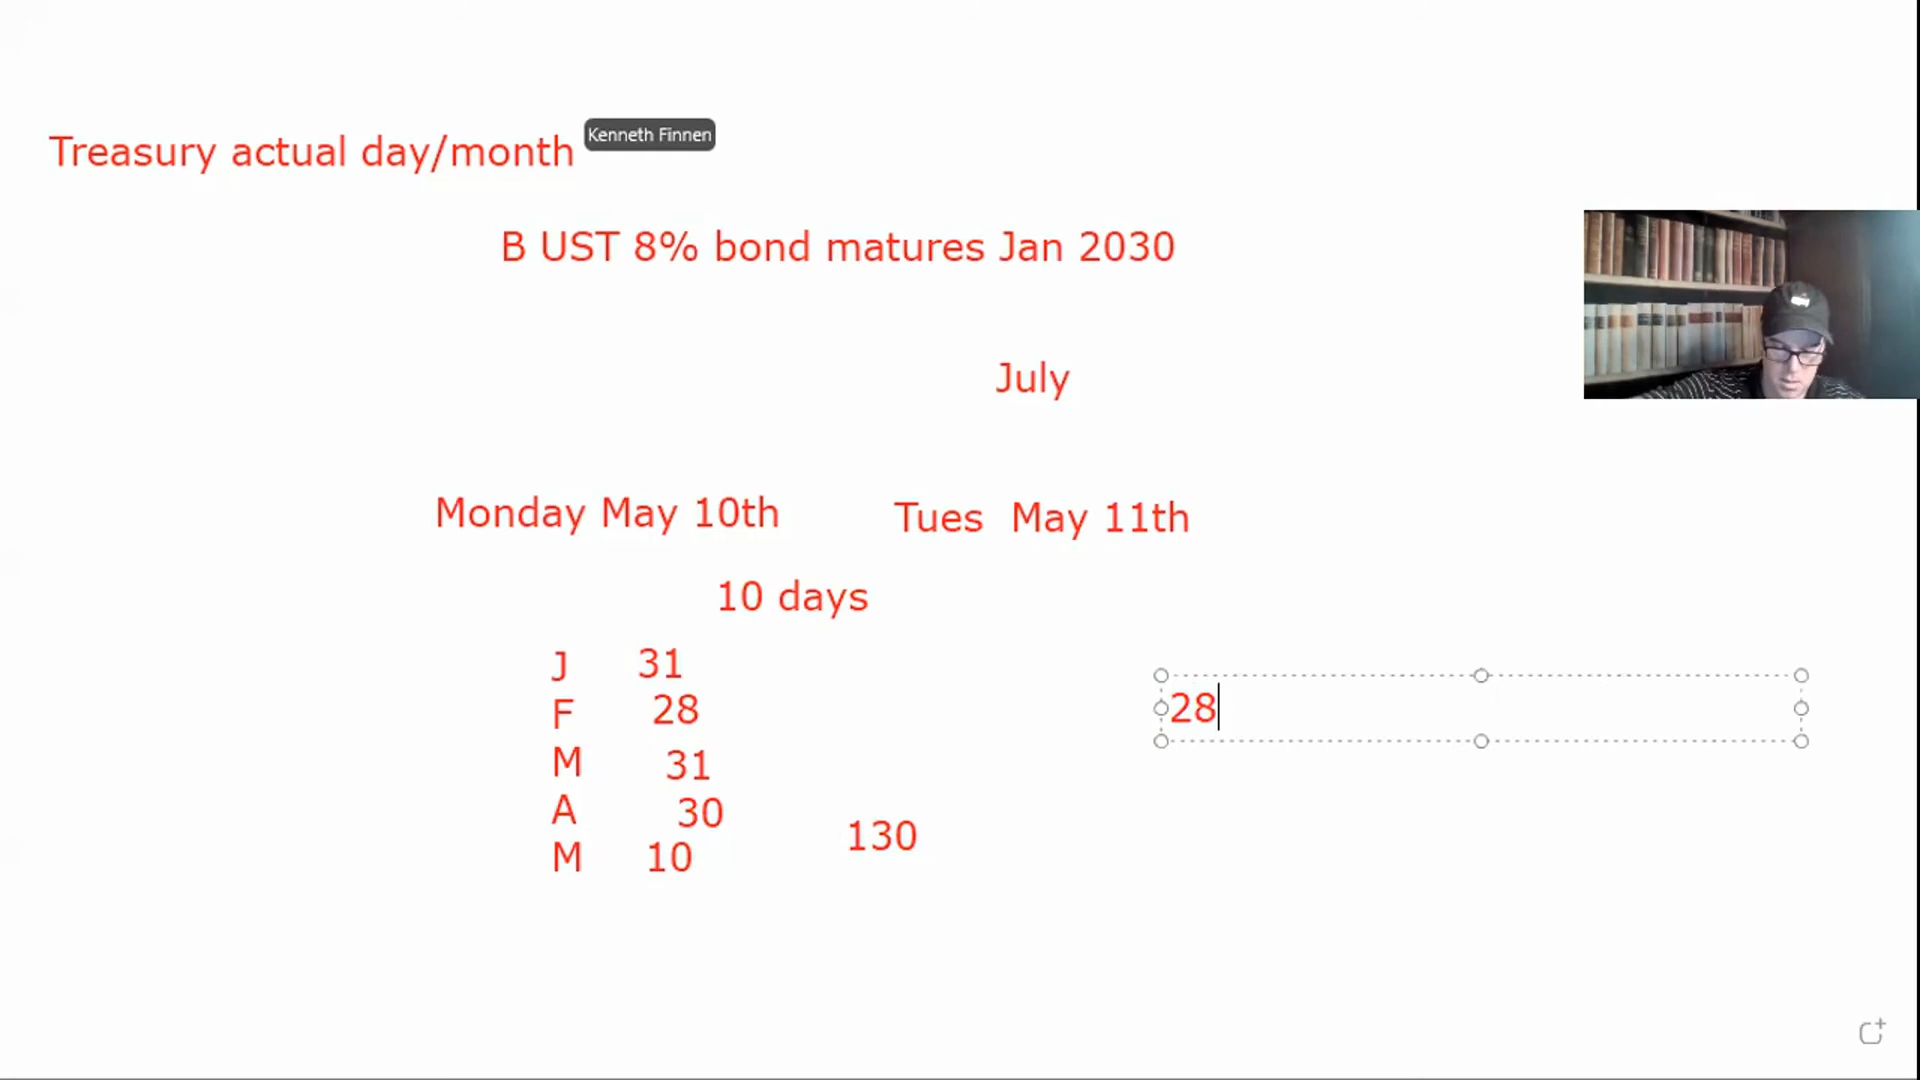 Treasury actual day/month
Kenneth Finnen
B UST 8% bond matures Jan 2030
July
Monday May 10th
Tues May 11th
10 days
J 31
F 28
M 31
A 30
M 10
130
28